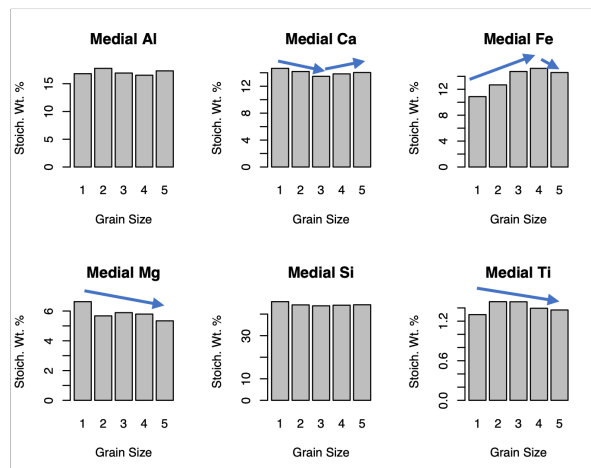 Medial Al
Medial Ca
Medial Fe
Stoich. Wt. %
0
5
10
15
1 2 3 4 5
Grain Size
Stoich. Wt. %
0
4
8
12
1 2 3 4 5
Grain Size
Stoich. Wt. %
0
4
8
12
1 2 3 4 5
Grain Size
Medial Mg
Medial Si
Medial Ti
Stoich. Wt. %
0
2
4
6
1 2 3 4 5
Grain Size
Stoich. Wt. %
0
10
30
1 2 3 4 5
Grain Size
Stoich. Wt. %
0.0
0.6
1.2
1 2 3 4 5
Grain Size